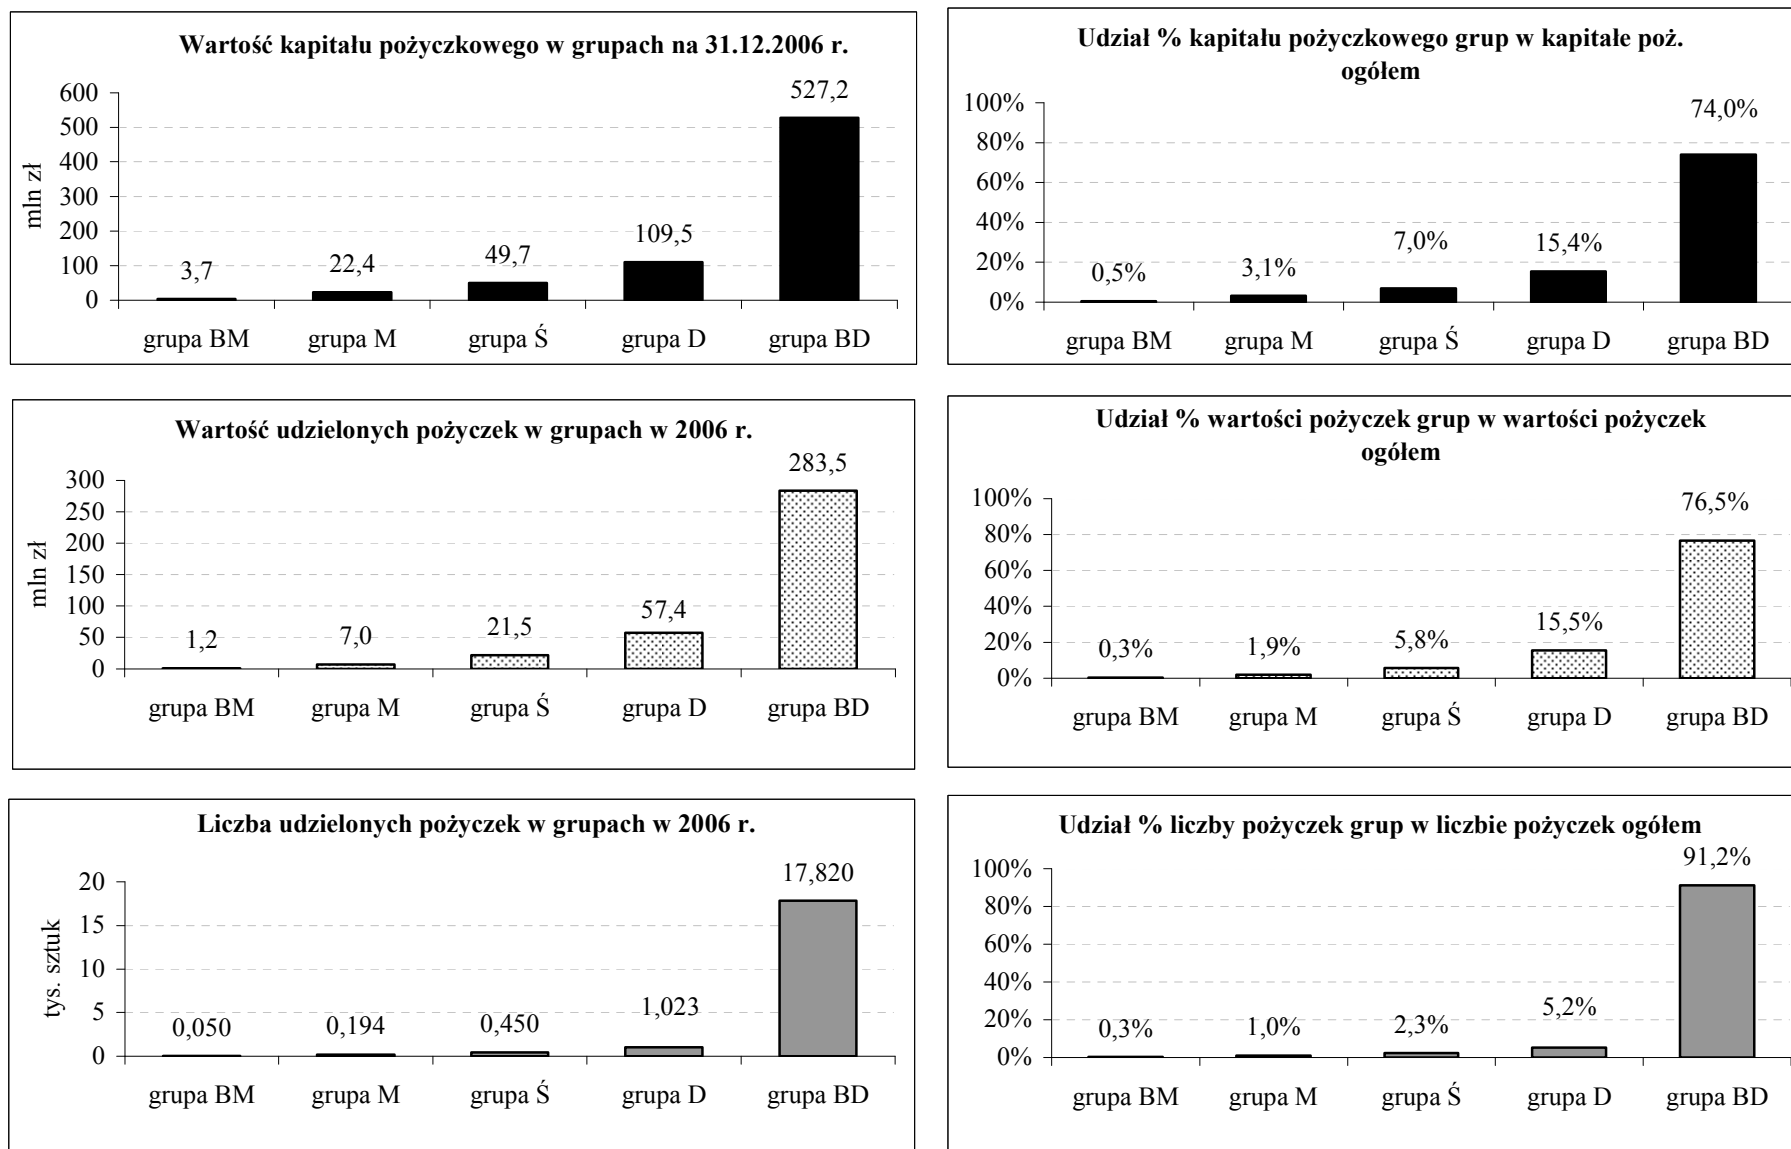 Wartość kapitału pożyczkowego w grupach na 31.12.2006 r.
mln zł
600
500
400
300
200
100
0
3,7
22,4
49,7
109,5
527,2
grupa BM
grupa M
grupa Ś
grupa D
grupa BD
Udział % kapitału pożyczkowego grup w kapitałe poż.
ogółem
100%
80%
60%
40%
20%
0%
0,5%
3,1%
7,0%
15,4%
74,0%
grupa BM
grupa M
grupa Ś
grupa D
grupa BD
Wartość udzielonych pożyczek w grupach w 2006 r.
mln zł
300
250
200
150
100
50
0
1,2
7,0
21,5
57,4
283,5
grupa BM
grupa M
grupa Ś
grupa D
grupa BD
Udział % wartości pożyczek grup w wartości pożyczek
ogółem
100%
80%
60%
40%
20%
0%
0,3%
1,9%
5,8%
15,5%
76,5%
grupa BM
grupa M
grupa Ś
grupa D
grupa BD
Liczba udzielonych pożyczek w grupach w 2006 r.
tys. sztuk
20
15
10
5
0
0,050
0,194
0,450
1,023
17,820
grupa BM
grupa M
grupa Ś
grupa D
grupa BD
Udział % liczby pożyczek grup w liczbie pożyczek ogółem
100%
80%
60%
40%
20%
0%
0,3%
1,0%
2,3%
5,2%
91,2%
grupa BM
grupa M
grupa Ś
grupa D
grupa BD